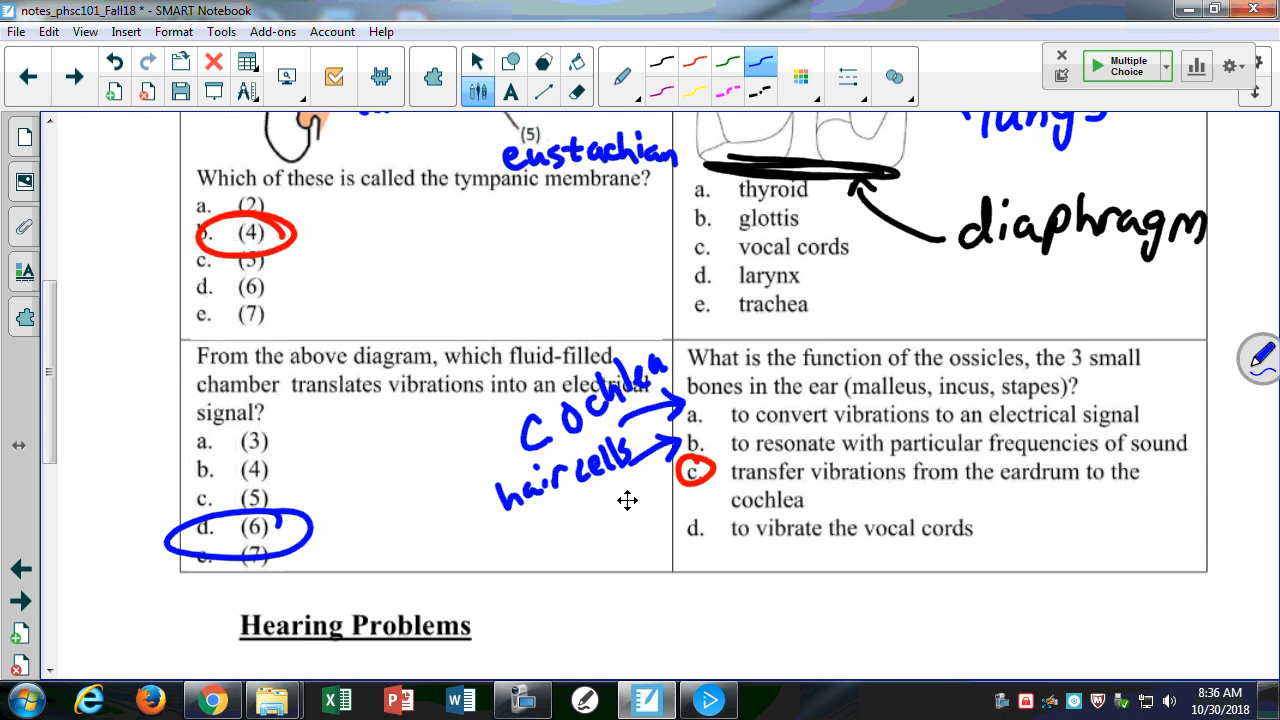 notes_phsc101_Fall18 * - SMART Notebook
File Edit View Insert Format Tools Add-ons Account Help
Multiple
Choice
(5)
eustachian
lungs
Which of these is called the tympanic membrane?
a. (2)
b. (4)
c. (5)
d. (6)
e. (7)
a. thyroid
b. glottis
c. vocal cords
d. larynx
e. trachea
diaphragm
From the above diagram, which fluid-filled
chamber translates vibrations into an electrical
signal?
a. (3)
b. (4)
c. (5)
d. (6)
e. (7)
cochlea
hair cells
What is the function of the ossicles, the 3 small
bones in the ear (malleus, incus, stapes)?
a. to convert vibrations to an electrical signal
b. to resonate with particular frequencies of sound
c. transfer vibrations from the eardrum to the
cochlea
d. to vibrate the vocal cords
Hearing Problems
8:36 AM
10/30/2018